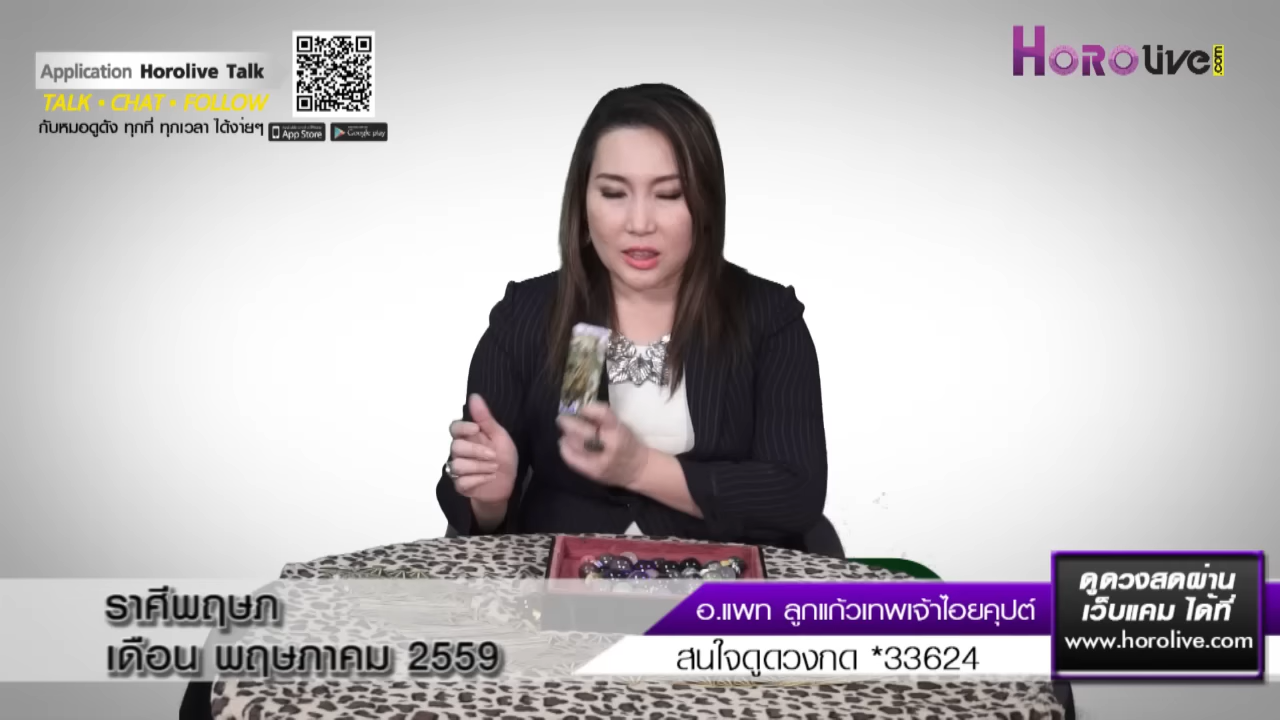 Application Horolive Talk
TALK • CHAT • FOLLOW
กับหมอดูดัง ทุกที่ ทุกเวลา ได้ง่ายๆ
App Store
Google play
HOROlive.com
ราศีพฤษภ
เดือน พฤษภาคม 2559
อ.แพท ลูกแก้วเทพเจ้าไอยคุปต์
สนใจดูดวงกด *33624
ดูดวงสดผ่าน
เว็บแคม ได้ที่
www.horolive.com